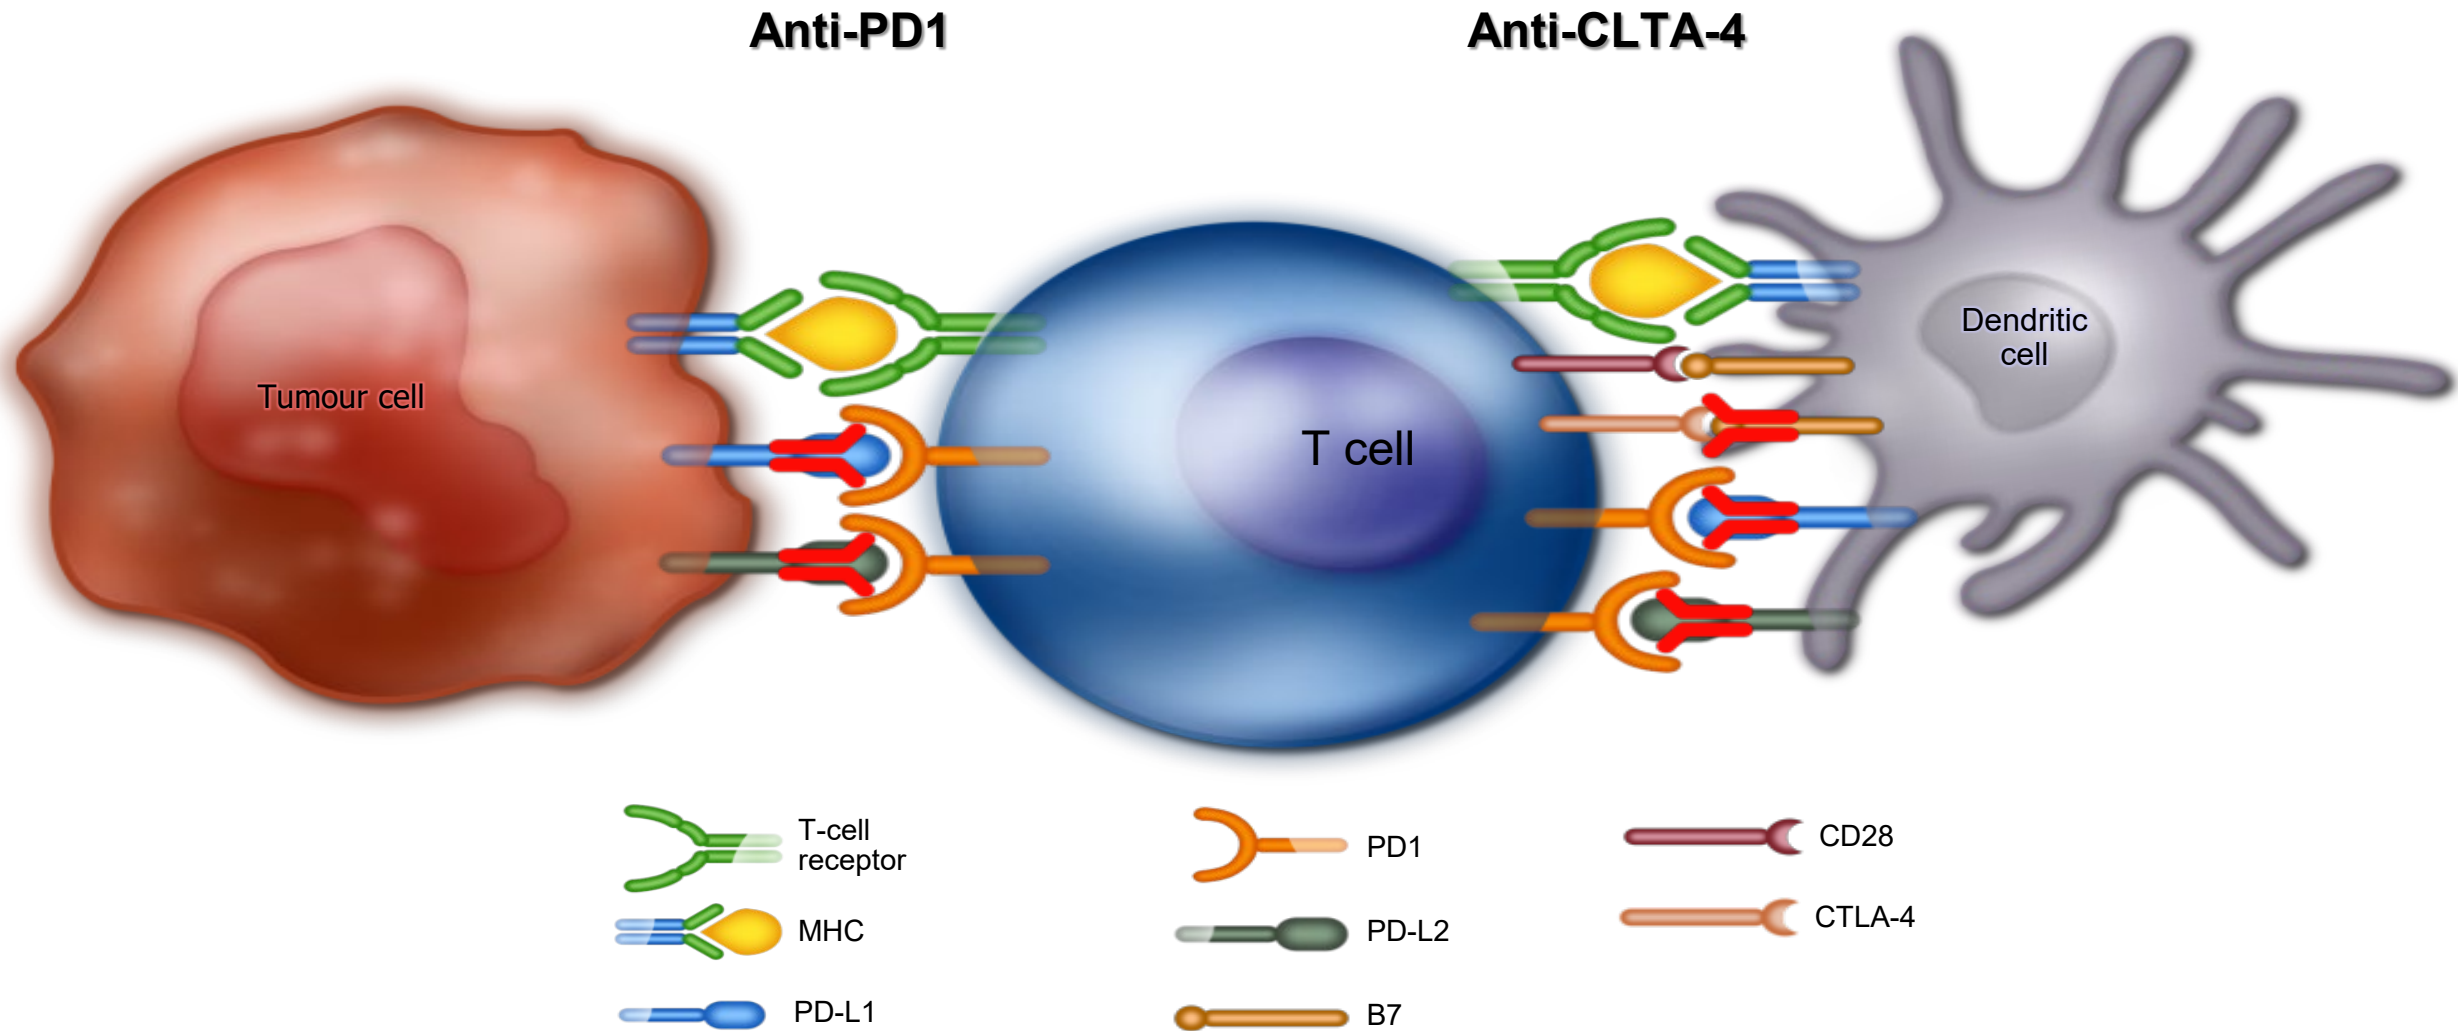 Anti-PD1
Anti-CLTA-4
Tumour cell
T cell
Dendritic
cell
T-cell
receptor
MHC
PD-L1
PD1
PD-L2
B7
CD28
CTLA-4